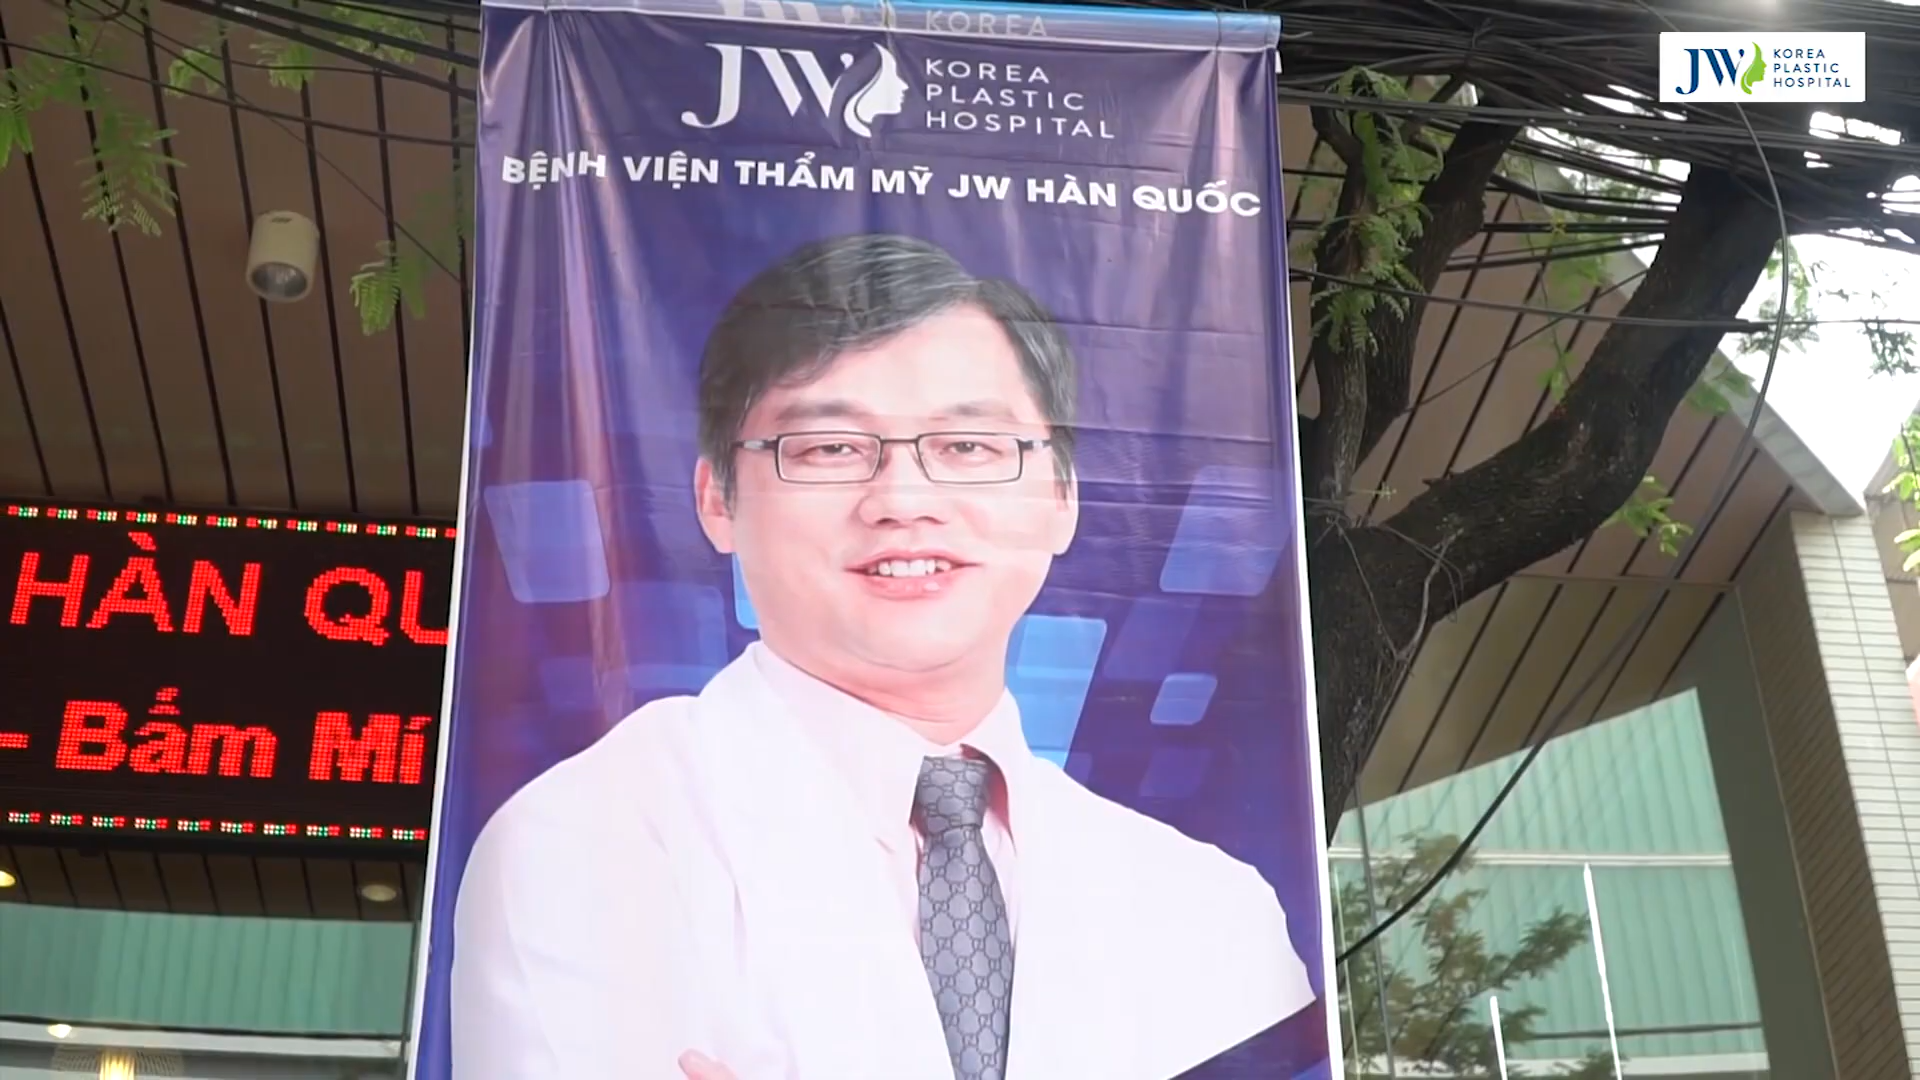 KOREA
JW KOREA
PLASTIC
HOSPITAL
BỆNH VIỆN THẨM MỸ JW HÀN QUỐC
JW KOREA
PLASTIC
HOSPITAL
HÀN QU
- Bấm Mí